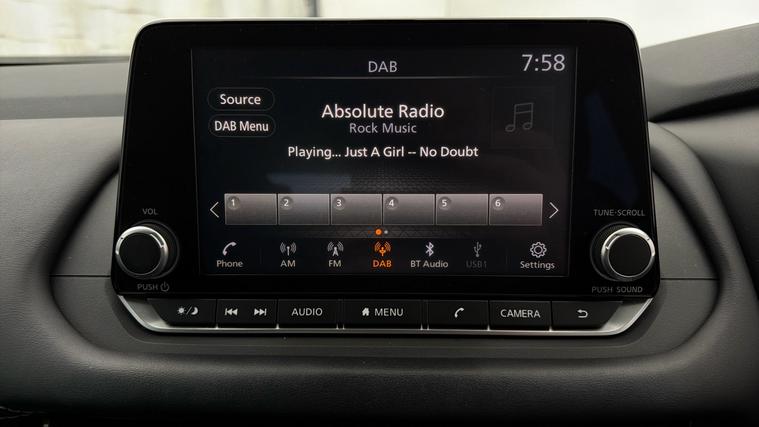 DAB
7:58
Source
Absolute Radio
DAB Menu
Rock Music
Playing... Just A Girl -- No Doubt
1 2 3 4 5 6
VOL
TUNE·SCROLL
Phone AM FM DAB BT Audio USB1 Settings
PUSH
PUSH SOUND
AUDIO MENU CAMERA